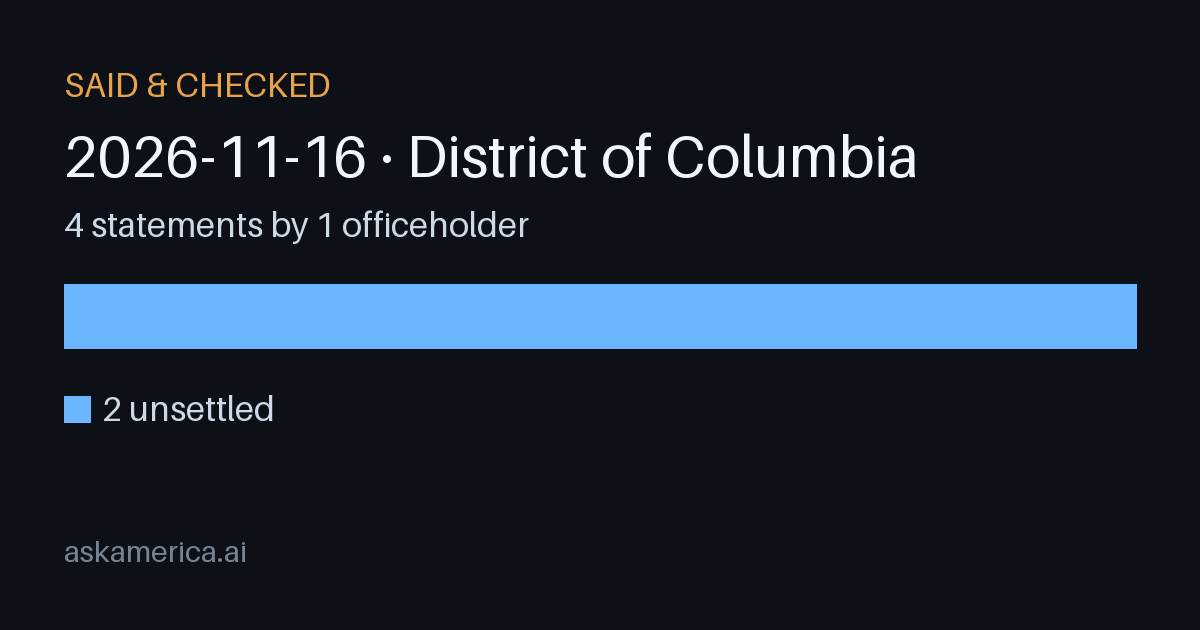 SAID & CHECKED
2026-11-16 · District of Columbia
4 statements by 1 officeholder
2 unsettled
askamerica.ai